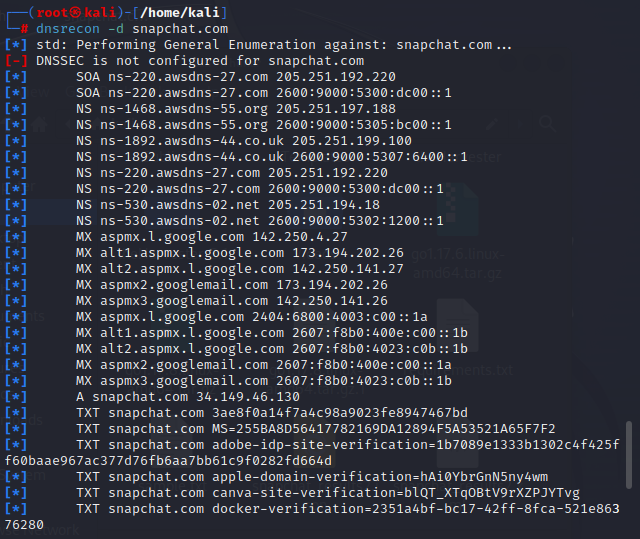 ┌──(root㉿kali)-[/home/kali]
└─# dnsrecon -d snapchat.com
[*] std: Performing General Enumeration against: snapchat.com...
[-] DNSSEC is not configured for snapchat.com
[*] SOA ns-220.awsdns-27.com 205.251.192.220
[*] SOA ns-220.awsdns-27.com 2600:9000:5300:dc00::1
[*] NS ns-1468.awsdns-55.org 205.251.197.188
[*] NS ns-1468.awsdns-55.org 2600:9000:5305:bc00::1
[*] NS ns-1892.awsdns-44.co.uk 205.251.199.100
[*] NS ns-1892.awsdns-44.co.uk 2600:9000:5307:6400::1
[*] NS ns-220.awsdns-27.com 205.251.192.220
[*] NS ns-220.awsdns-27.com 2600:9000:5300:dc00::1
[*] NS ns-530.awsdns-02.net 205.251.194.18
[*] NS ns-530.awsdns-02.net 2600:9000:5302:1200::1
[*] MX aspmx.l.google.com 142.250.4.27
[*] MX alt1.aspmx.l.google.com 173.194.202.26
[*] MX alt2.aspmx.l.google.com 142.250.141.27
[*] MX aspmx2.googlemail.com 173.194.202.26
[*] MX aspmx3.googlemail.com 142.250.141.26
[*] MX aspmx.l.google.com 2404:6800:4003:c00::1a
[*] MX alt1.aspmx.l.google.com 2607:f8b0:400e:c00::1b
[*] MX alt2.aspmx.l.google.com 2607:f8b0:4023:c0b::1b
[*] MX aspmx2.googlemail.com 2607:f8b0:400e:c00::1a
[*] MX aspmx3.googlemail.com 2607:f8b0:4023:c0b::1b
[*] A snapchat.com 34.149.46.130
[*] TXT snapchat.com 3ae8f0a14f7a4c98a9023fe8947467bd
[*] TXT snapchat.com MS=255BA8D56417782169DA12894F5A53521A65F7F2
[*] TXT snapchat.com adobe-idp-site-verification=1b7089e1333b1302c4f425f
f60baae967ac377d76fb6aa7bb61c9f0282fd664d
[*] TXT snapchat.com apple-domain-verification=hAi0YbrGnN5ny4wm
[*] TXT snapchat.com canva-site-verification=blQT_XTqOBtV9rXZPJYTvg
[*] TXT snapchat.com docker-verification=2351a4bf-bc17-42ff-8fca-521e863
76280